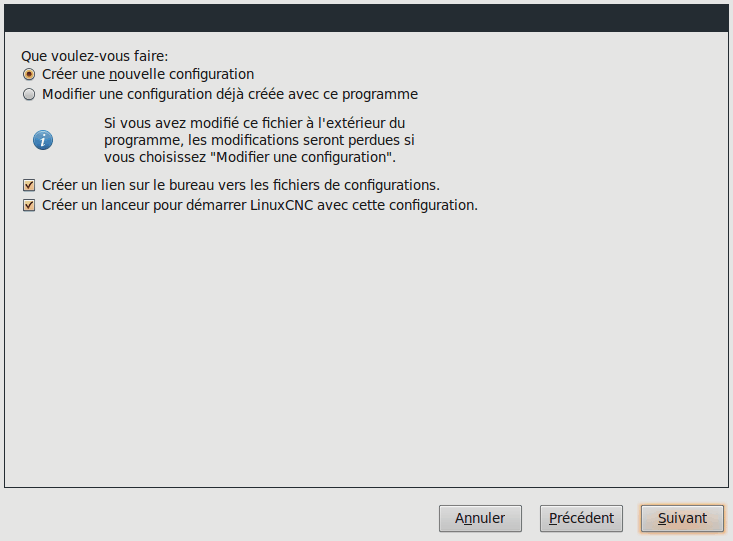 Que voulez-vous faire:
Créer une nouvelle configuration
Modifier une configuration déjà créée avec ce programme
Si vous avez modifié ce fichier à l'extérieur du
programme, les modifications seront perdues si
vous choisissez "Modifier une configuration".
Créer un lien sur le bureau vers les fichiers de configurations.
Créer un lanceur pour démarrer LinuxCNC avec cette configuration.
Annuler Précédent Suivant